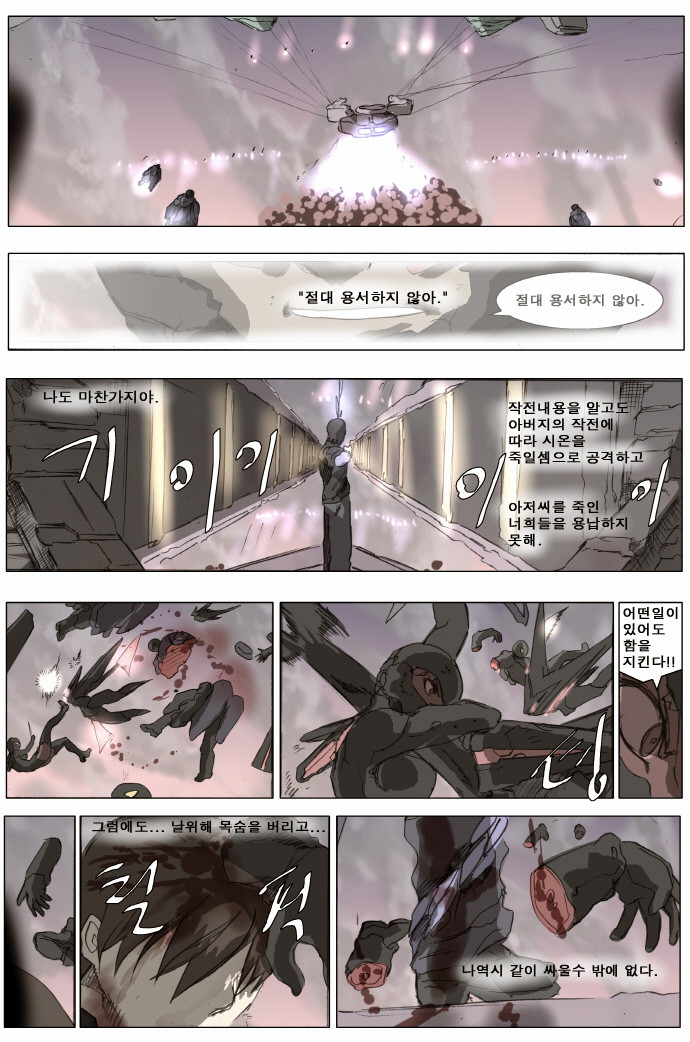 "절대 용서하지 않아."
절대 용서하지 않아.
나도 마찬가지야.
작전내용을 알고도
아버지의 작전에
따라 시온을
죽일셈으로 공격하고
아저씨를 죽인
너희들을 용납하지
못해.
기이이이이
어떤일이
있어도
함을
지킨다!!
덩
그럼에도... 날위해 목숨을 버리고...
털퍽
나역시 같이 싸울수 밖에 없다.